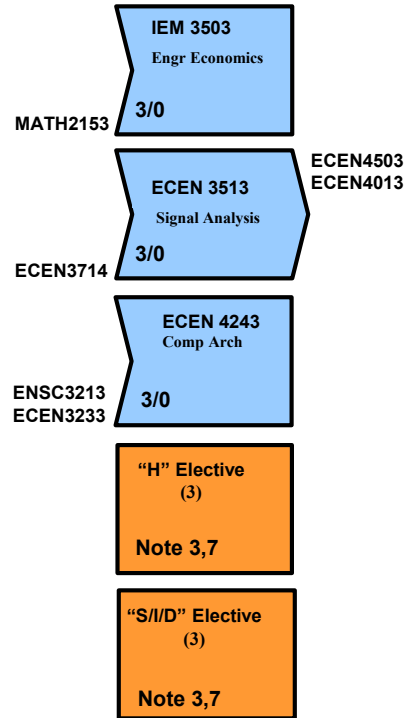 IEM 3503
Engr Economics
3/0
MATH2153
ECEN4503
ECEN4013
ECEN 3513
Signal Analysis
3/0
ECEN3714
ECEN 4243
Comp Arch
3/0
ENSC3213
ECEN3233
“H” Elective
(3)
Note 3,7
“S/I/D” Elective
(3)
Note 3,7